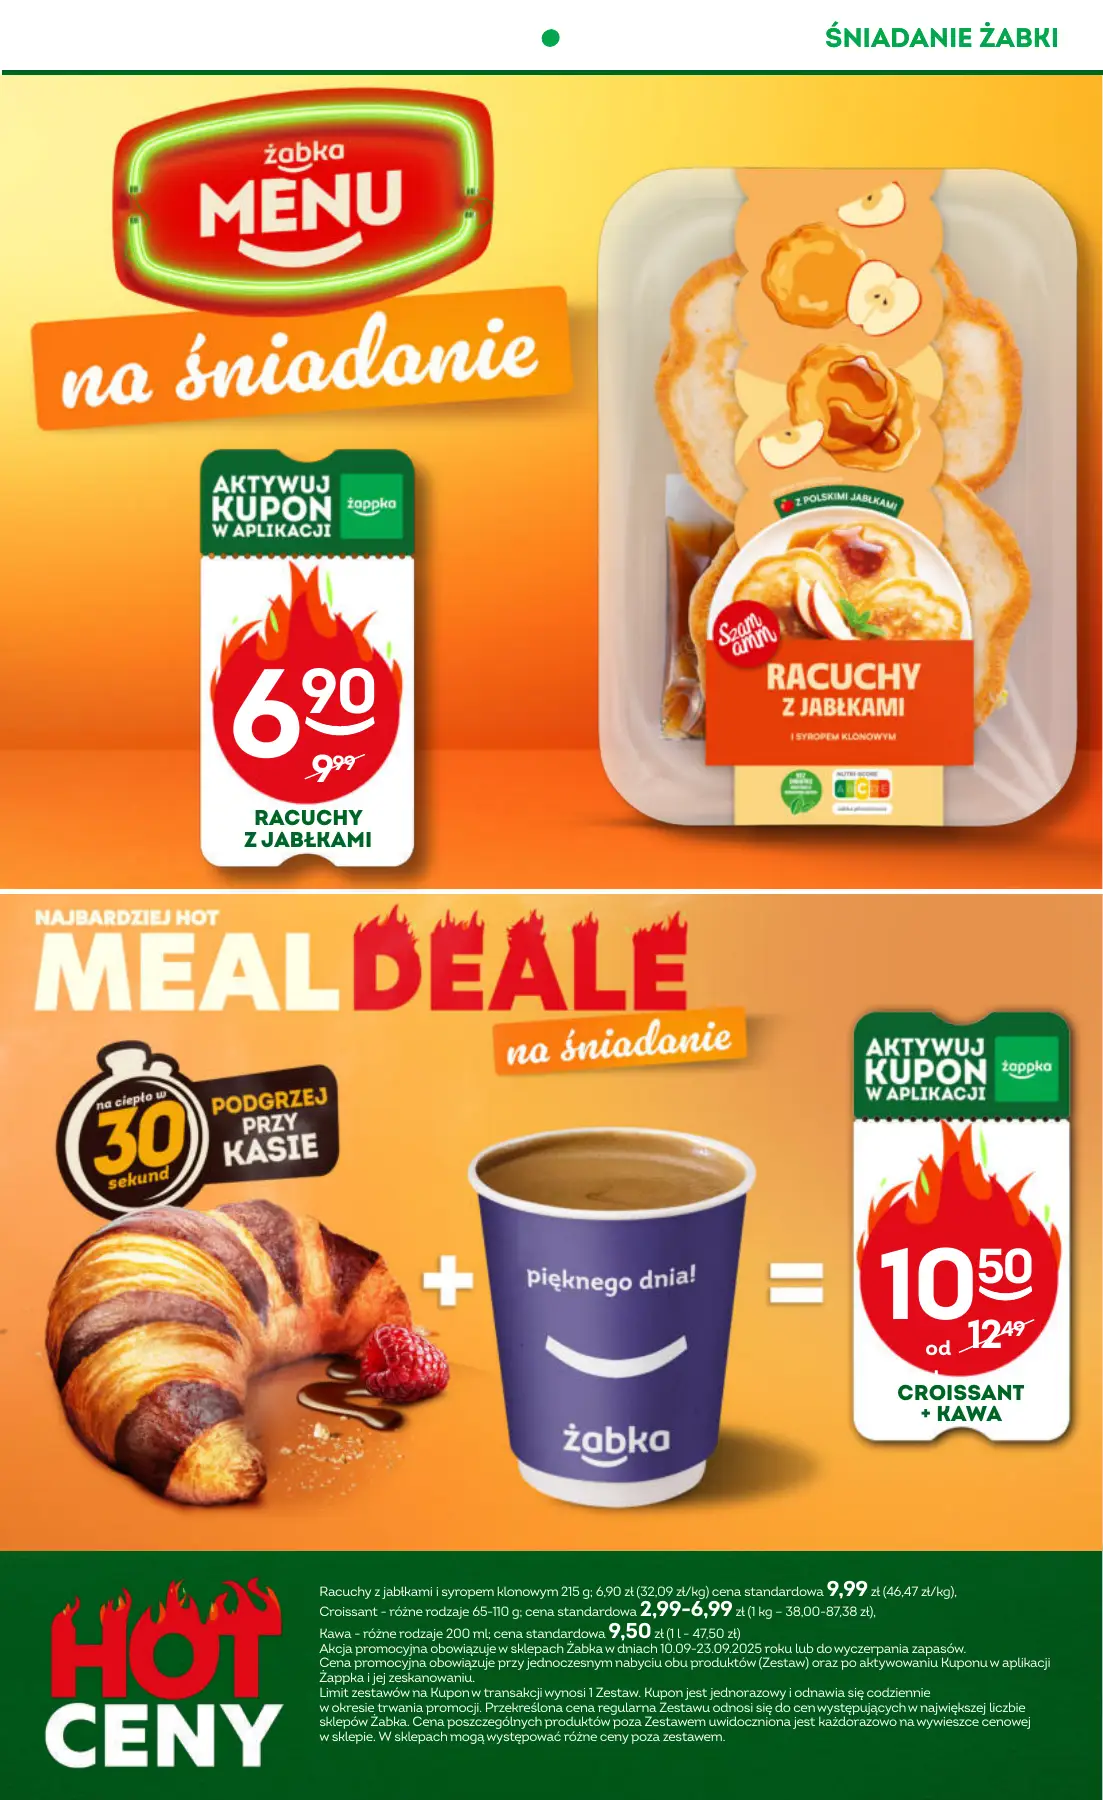 ŚNIADANIE ŻABKI
żabka
MENU
na śniadanie
AKTYWUJ
KUPON
W APLIKACJI
żappka
6 90
9 99
RACUCHY
Z JABŁKAMI
Z POLSKIMI JABŁKAMI
Szam
amm
RACUCHY
Z JABŁKAMI
I SYROPEM KLONOWYM
BEZ
NUTRI-SCORE
A B C D E
NAJBARDZIEJ HOT
MEAL DEALE
na śniadanie
na ciepło w
30
sekund
PODGRZEJ
PRZY
KASIE
+
pięknego dnia!
żabka
=
AKTYWUJ
KUPON
W APLIKACJI
żappka
10 50
od 12 49
CROISSANT
+ KAWA
HOT
CENY
Racuchy z jabłkami i syropem klonowym 215 g; 6,90 zł (32,09 zł/kg) cena standardowa 9,99 zł (46,47 zł/kg),
Croissant - różne rodzaje 65-110 g; cena standardowa 2,99-6,99 zł (1 kg – 38,00-87,38 zł),
Kawa - różne rodzaje 200 ml; cena standardowa 9,50 zł (1 l - 47,50 zł)
Akcja promocyjna obowiązuje w sklepach Żabka w dniach 10.09-23.09.2025 roku lub do wyczerpania zapasów.
Cena promocyjna obowiązuje przy jednoczesnym nabyciu obu produktów (Zestaw) oraz po aktywowaniu Kuponu w aplikacji
Żappka i jej zeskanowaniu.
Limit zestawów na Kupon w transakcji wynosi 1 Zestaw. Kupon jest jednorazowy i odnawia się codziennie
w okresie trwania promocji. Przekreślona cena regularna Zestawu odnosi się do cen występujących w największej liczbie
sklepów Żabka. Cena poszczególnych produktów poza Zestawem uwidoczniona jest każdorazowo na wywieszce cenowej
w sklepie. W sklepach mogą występować różne ceny poza zestawem.